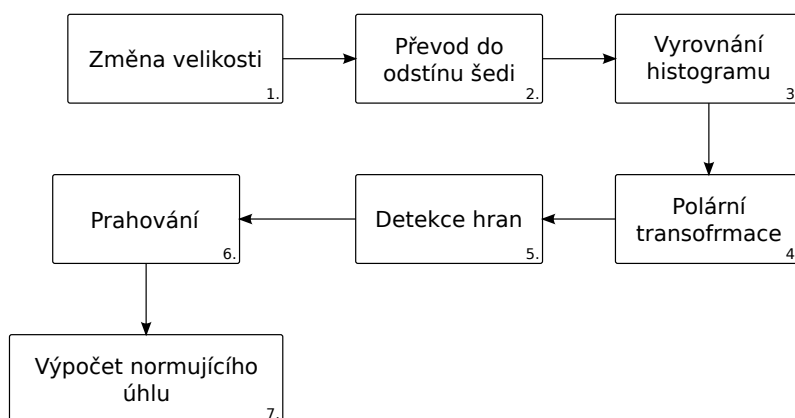 Změna velikosti
1.
Převod do
odstínu šedi
2.
Vyrovnání
histogramu
3
Polární
transofrmace
4
Detekce hran
5.
Prahování
6.
Výpočet normujícího
úhlu
7.